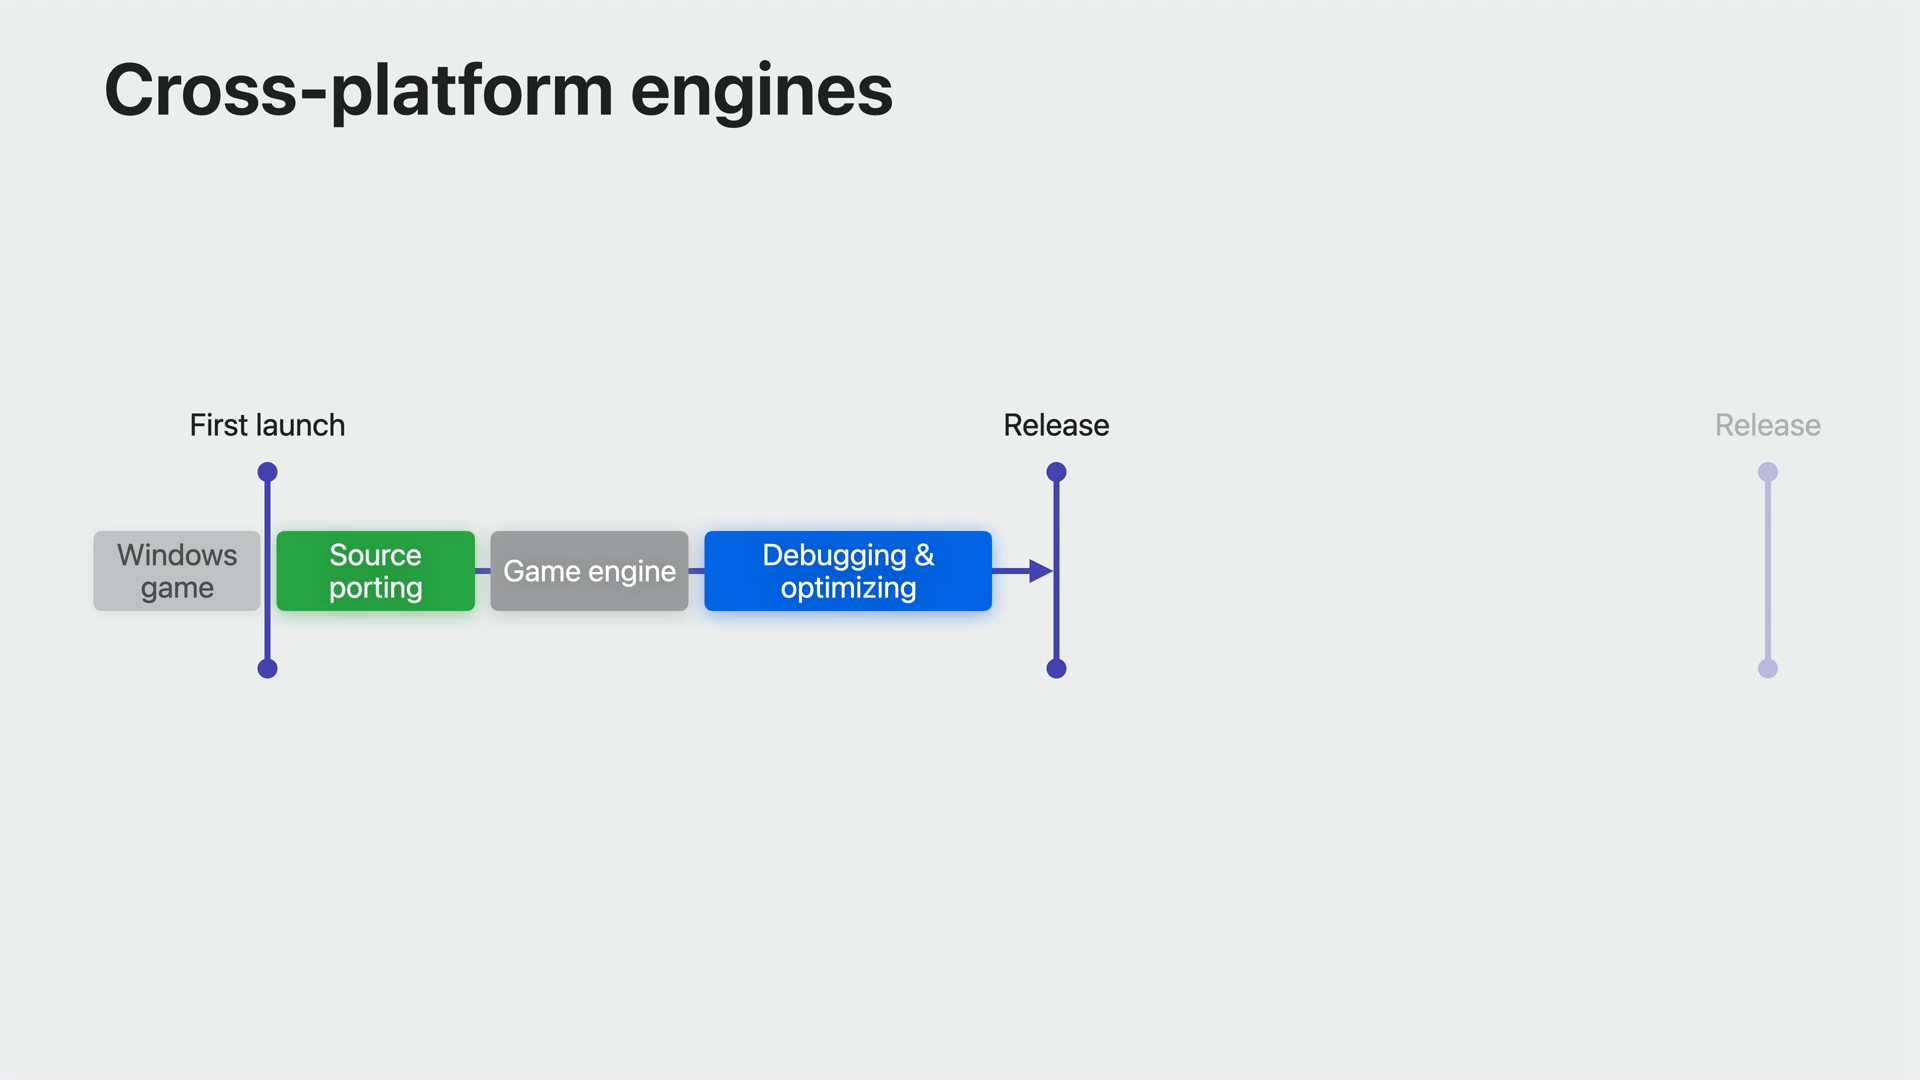 Cross-platform engines
First launch
Release
Release
Windows
game
Source
porting
Game engine
Debugging &
optimizing